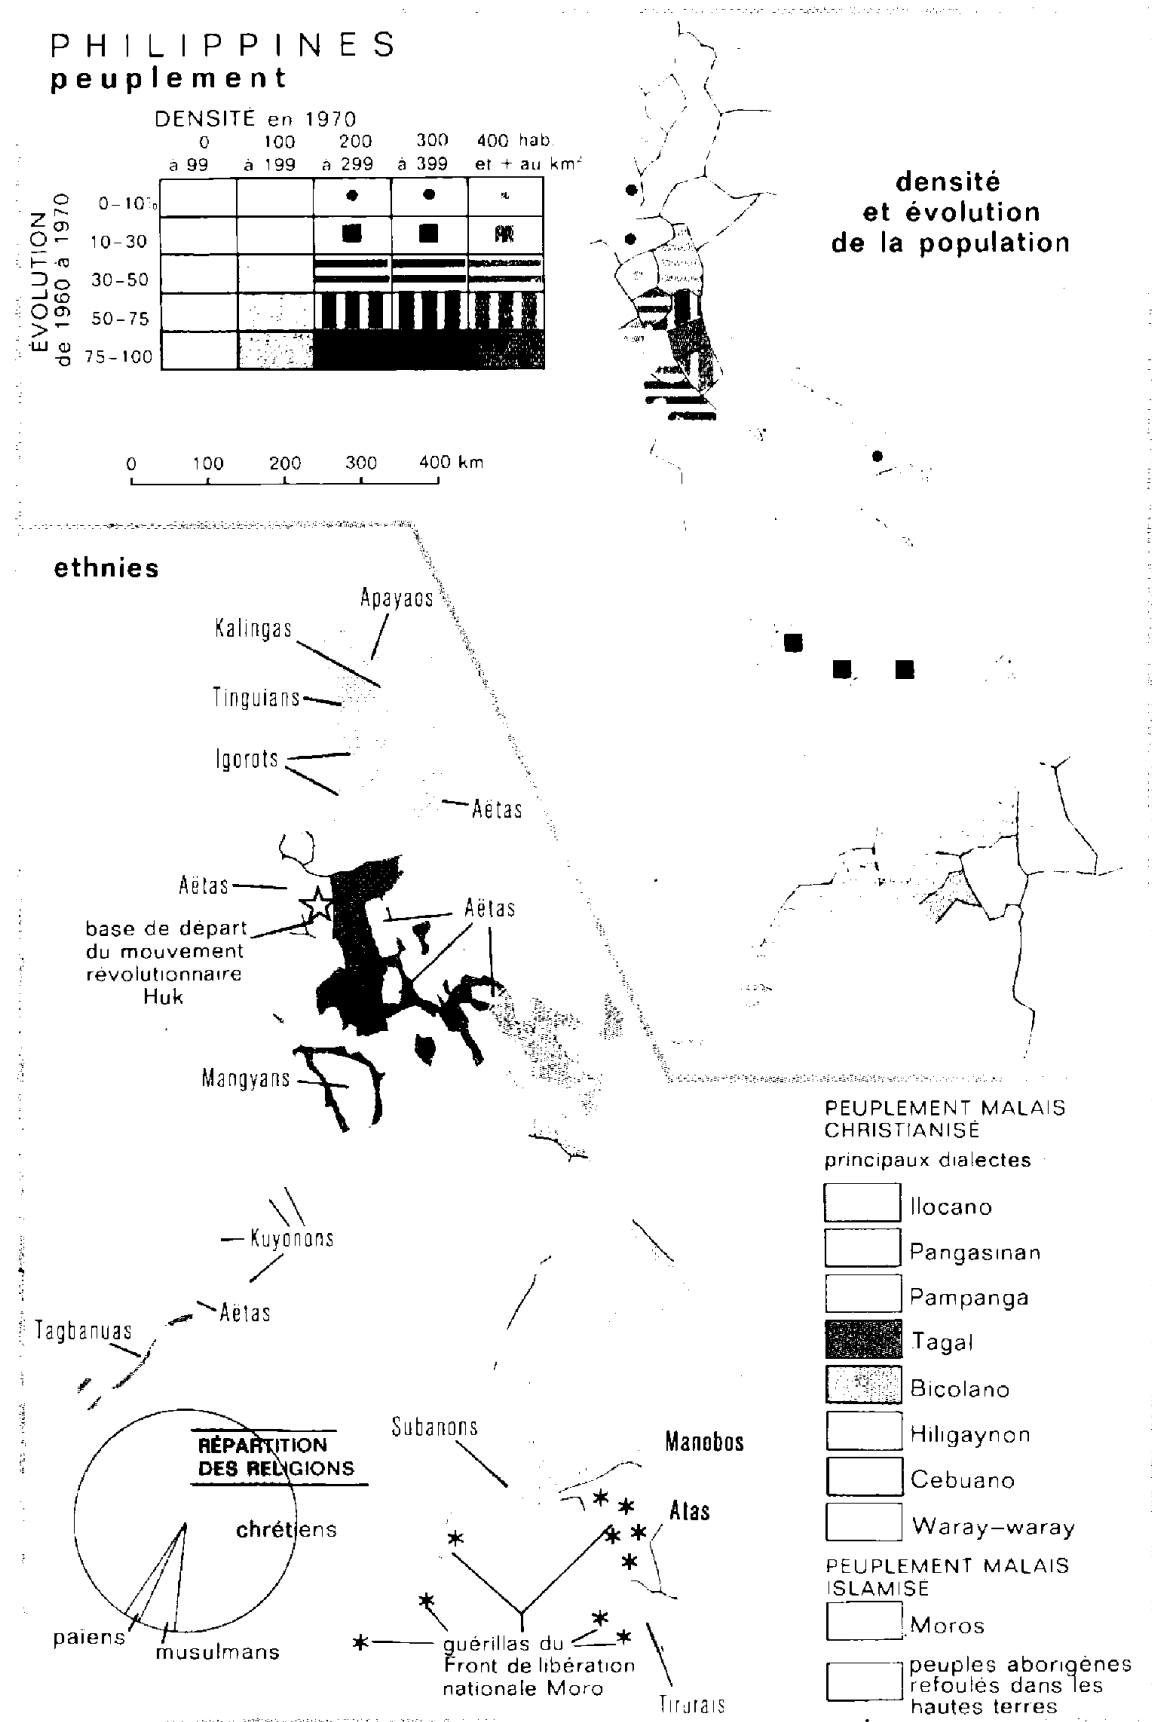 PHILIPPINES
peuplement
DENSITÉ en 1970
0 100 200 300 400 hab.
à 99 à 199 à 299 à 399 et + au km²
ÉVOLUTION
de 1960 à 1970
0–10%
10–30
30–50
50–75
75–100
densité
et évolution
de la population
0 100 200 300 400 km
ethnies
Apayaos
Kalingas
Tinguians
Igorots
Aëtas
Aëtas
Aëtas
base de départ
du mouvement
révolutionnaire
Huk
Mangyans
Kuyonons
Aëtas
Tagbanuas
RÉPARTITION
DES RELIGIONS
chrétiens
païens
musulmans
Subanons
Manobos
Atas
guérillas du
Front de libération
nationale Moro
Tirurais
PEUPLEMENT MALAIS
CHRISTIANISÉ
principaux dialectes
Ilocano
Pangasinan
Pampanga
Tagal
Bicolano
Hiligaynon
Cebuano
Waray–waray
PEUPLEMENT MALAIS
ISLAMISÉ
Moros
peuples aborigènes
refoulés dans les
hautes terres